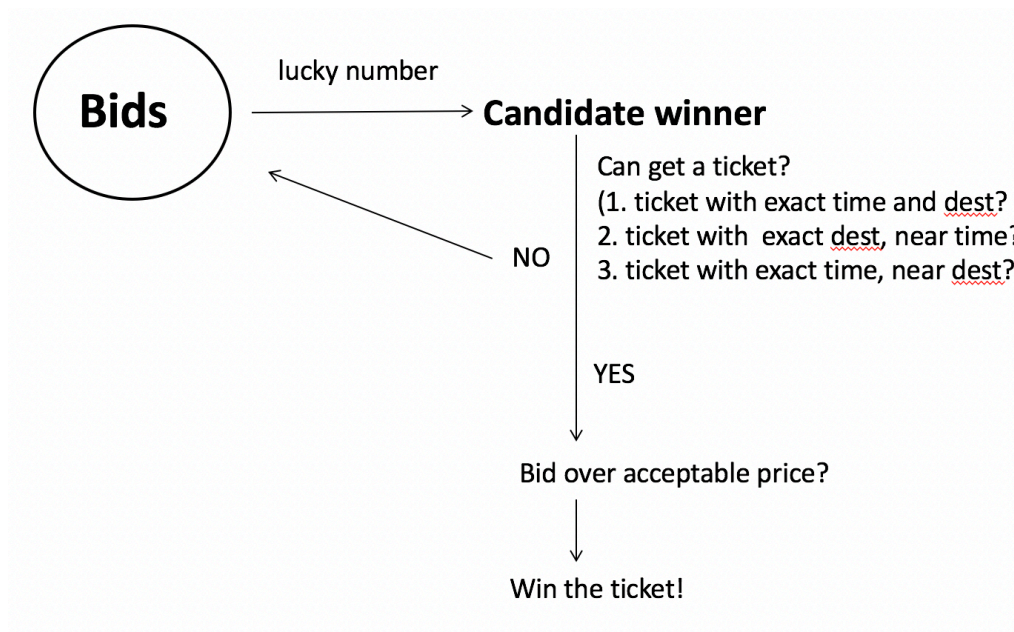 Bids
lucky number
Candidate winner
Can get a ticket?
(1. ticket with exact time and dest?
2. ticket with exact dest, near time?
3. ticket with exact time, near dest?
NO
YES
Bid over acceptable price?
Win the ticket!